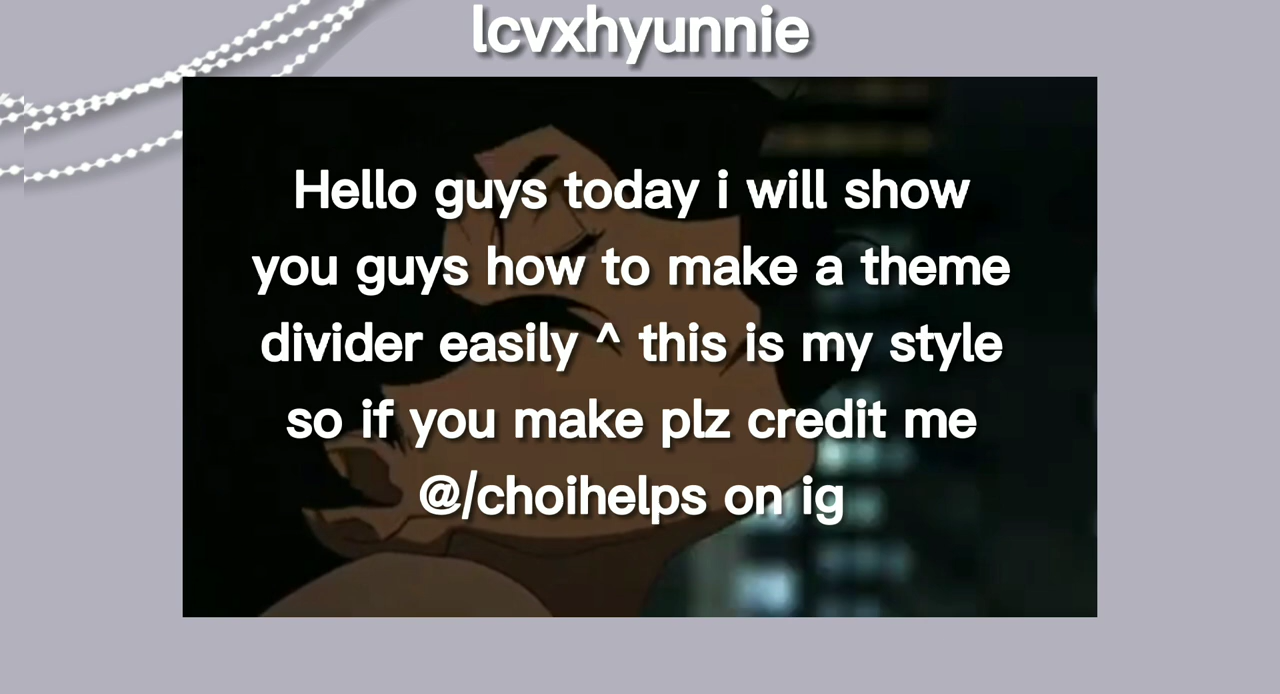 lcvxhyunnie
Hello guys today i will show
you guys how to make a theme
divider easily ^ this is my style
so if you make plz credit me
@/choihelps on ig